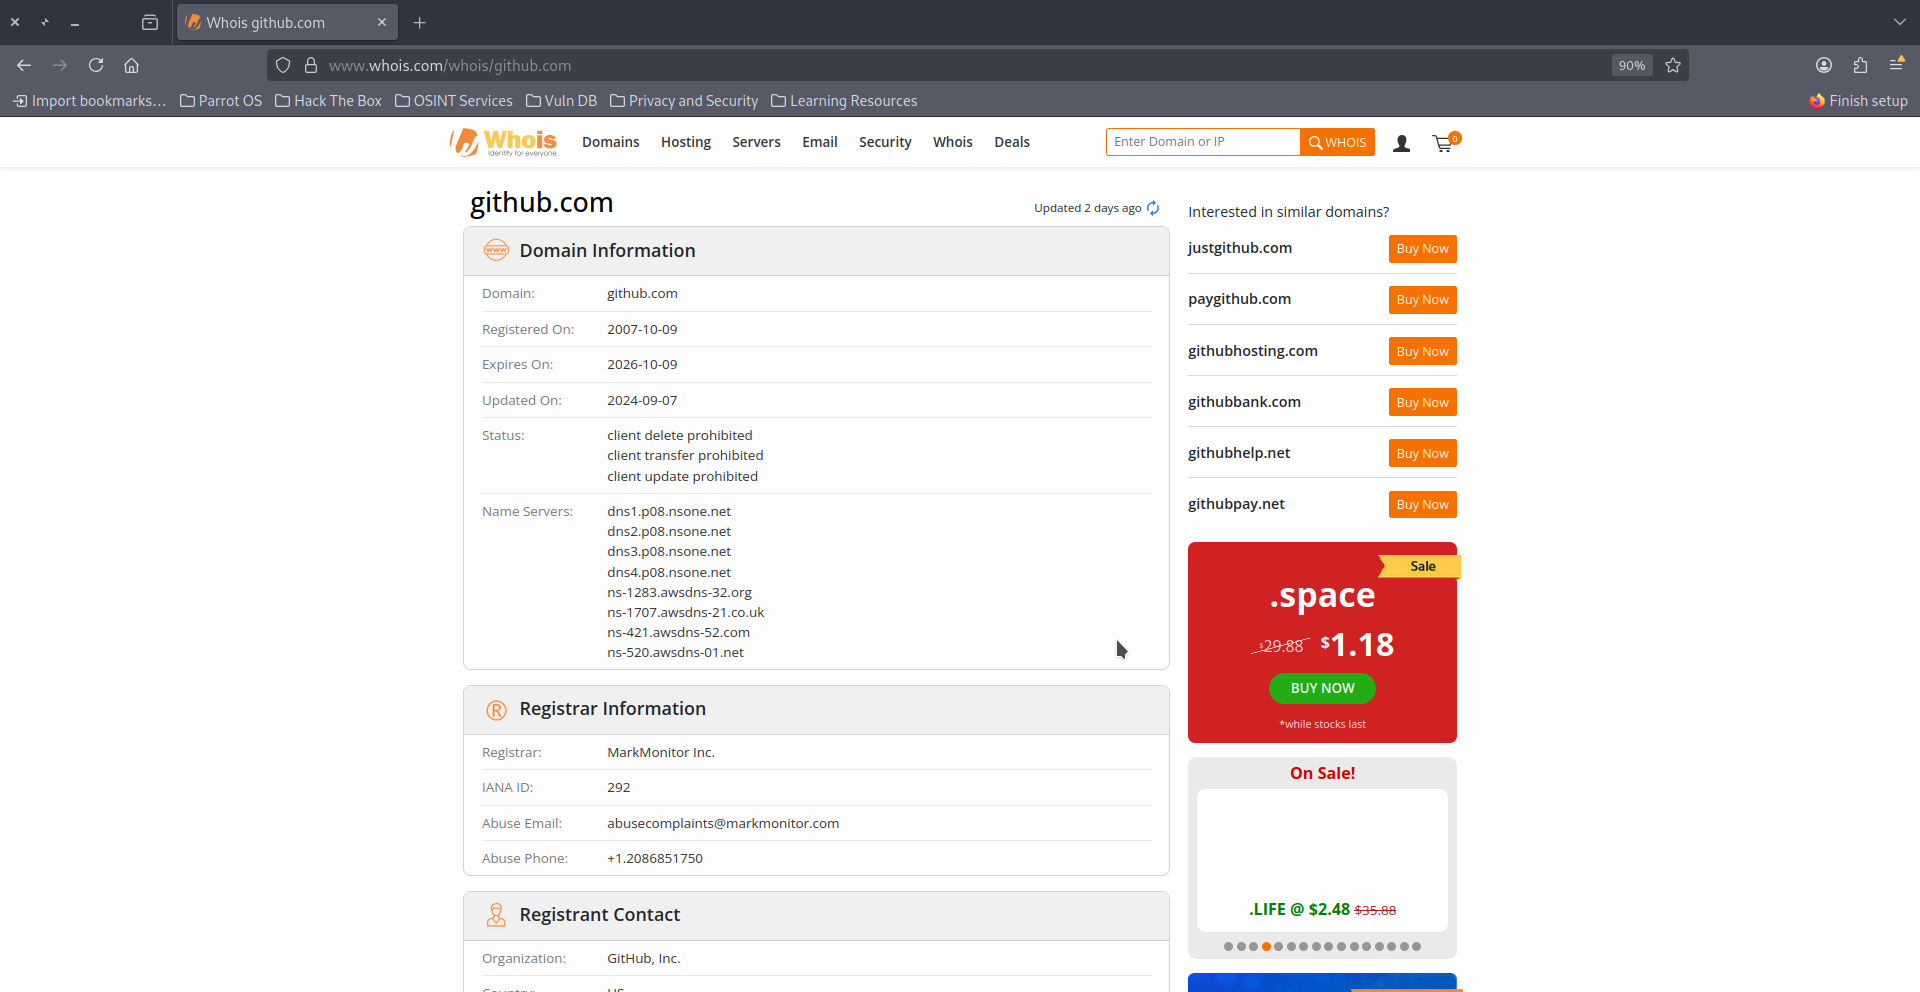 Whois github.com
www.whois.com/whois/github.com
90%
Import bookmarks...
Parrot OS
Hack The Box
OSINT Services
Vuln DB
Privacy and Security
Learning Resources
Finish setup
Whois
Identity for everyone
Domains
Hosting
Servers
Email
Security
Whois
Deals
Enter Domain or IP
WHOIS
0
github.com
Updated 2 days ago
Domain Information
Domain: github.com
Registered On: 2007-10-09
Expires On: 2026-10-09
Updated On: 2024-09-07
Status: client delete prohibited
client transfer prohibited
client update prohibited
Name Servers: dns1.p08.nsone.net
dns2.p08.nsone.net
dns3.p08.nsone.net
dns4.p08.nsone.net
ns-1283.awsdns-32.org
ns-1707.awsdns-21.co.uk
ns-421.awsdns-52.com
ns-520.awsdns-01.net
Registrar Information
Registrar: MarkMonitor Inc.
IANA ID: 292
Abuse Email: abusecomplaints@markmonitor.com
Abuse Phone: +1.2086851750
Registrant Contact
Organization: GitHub, Inc.
Country: US
Interested in similar domains?
justgithub.com Buy Now
paygithub.com Buy Now
githubhosting.com Buy Now
githubbank.com Buy Now
githubhelp.net Buy Now
githubpay.net Buy Now
Sale
.space
$29.88 $1.18
BUY NOW
*while stocks last
On Sale!
.LIFE @ $2.48 $35.88